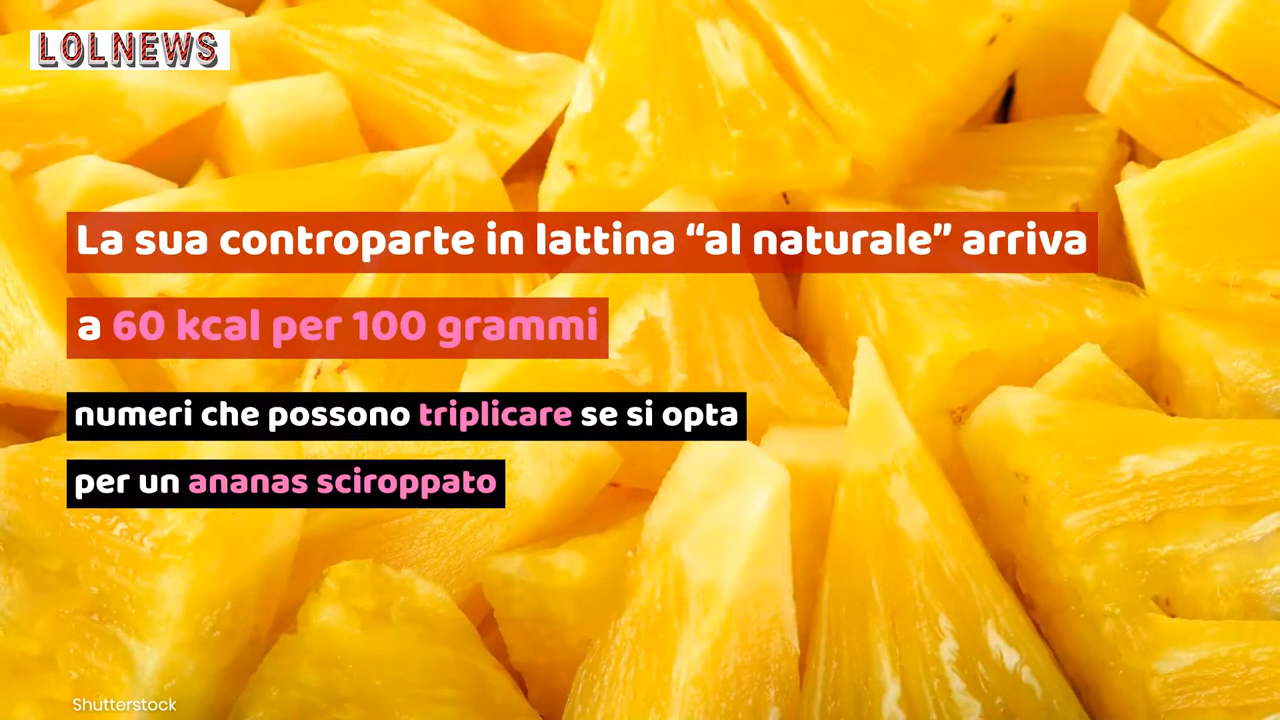 LOLNEWS
La sua controparte in lattina “al naturale” arriva
a 60 kcal per 100 grammi
numeri che possono triplicare se si opta
per un ananas sciroppato
Shutterstock